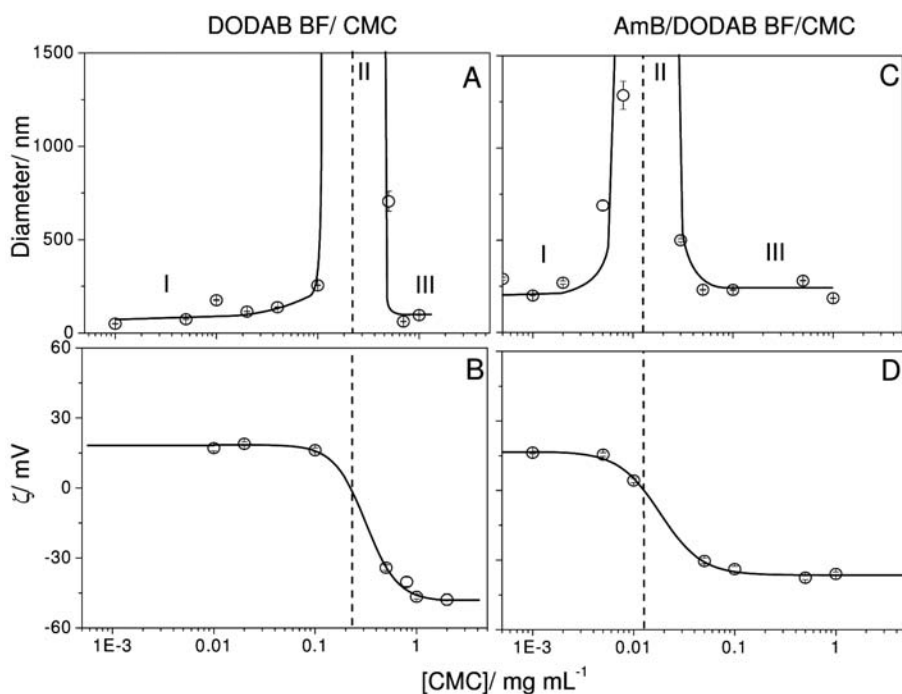 DODAB BF/ CMC
AmB/DODAB BF/CMC
1500
1000
500
0
Diameter/ nm
I
II
III
A
I
II
III
C
60
30
0
-30
-60
ζ/ mV
B
D
1E-3
0.01
0.1
1
1E-3
0.01
0.1
1
[CMC]/ mg mL⁻¹